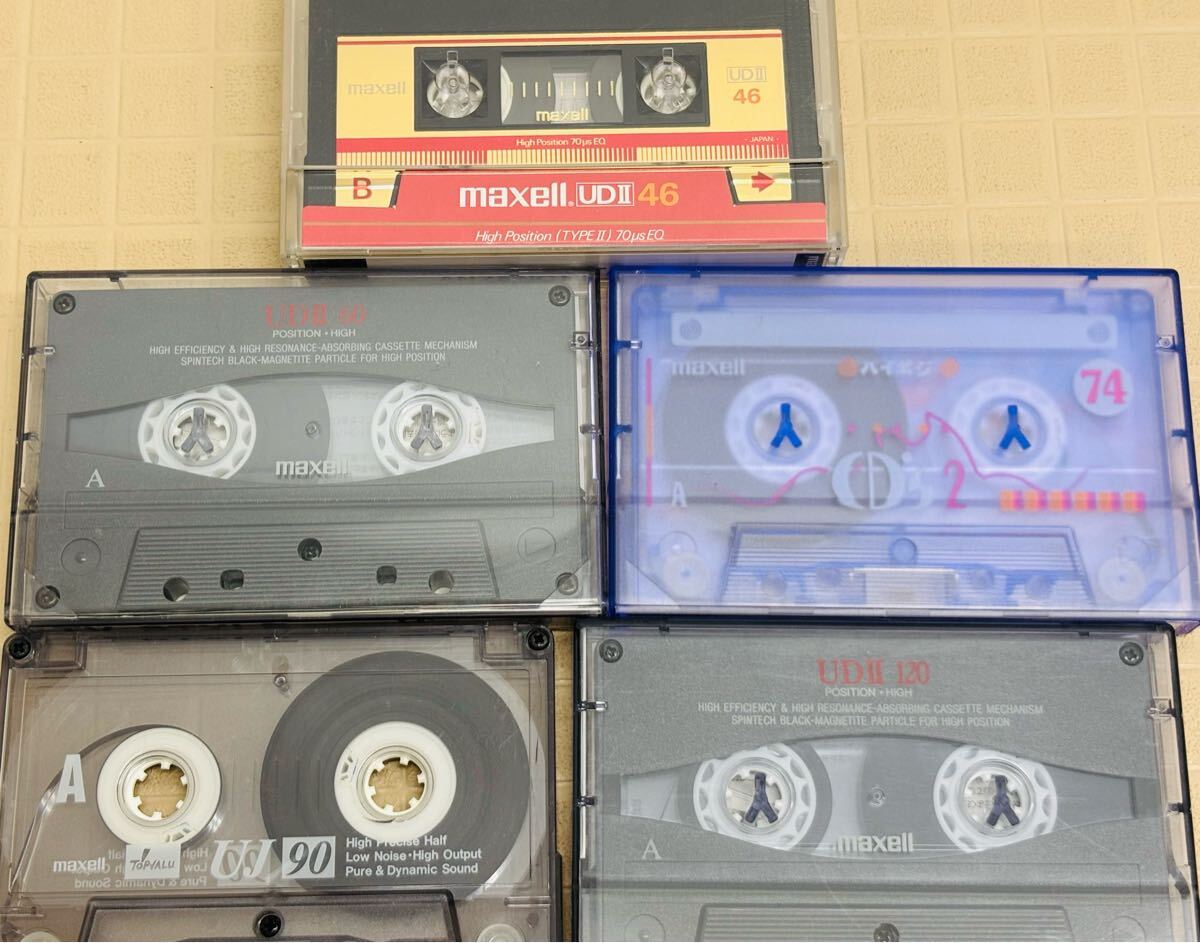 maxell
UDII
46
maxell
High Position 70μs EQ
· JAPAN ·
B
maxell. UDII 46
High Position (TYPE II) 70μs EQ
UDII 60
POSITION • HIGH
HIGH EFFICIENCY & HIGH RESONANCE-ABSORBING CASSETTE MECHANISM
SPINTECH BLACK-MAGNETITE PARTICLE FOR HIGH POSITION
maxell
A
maxell
ハイポジ
74
A
CD's 2
A
maxell
TOPVALU
UJ 90
High Precise Half
Low Noise·High Output
Pure & Dynamic Sound
UDII 120
POSITION • HIGH
HIGH EFFICIENCY & HIGH RESONANCE-ABSORBING CASSETTE MECHANISM
SPINTECH BLACK-MAGNETITE PARTICLE FOR HIGH POSITION
A
maxell